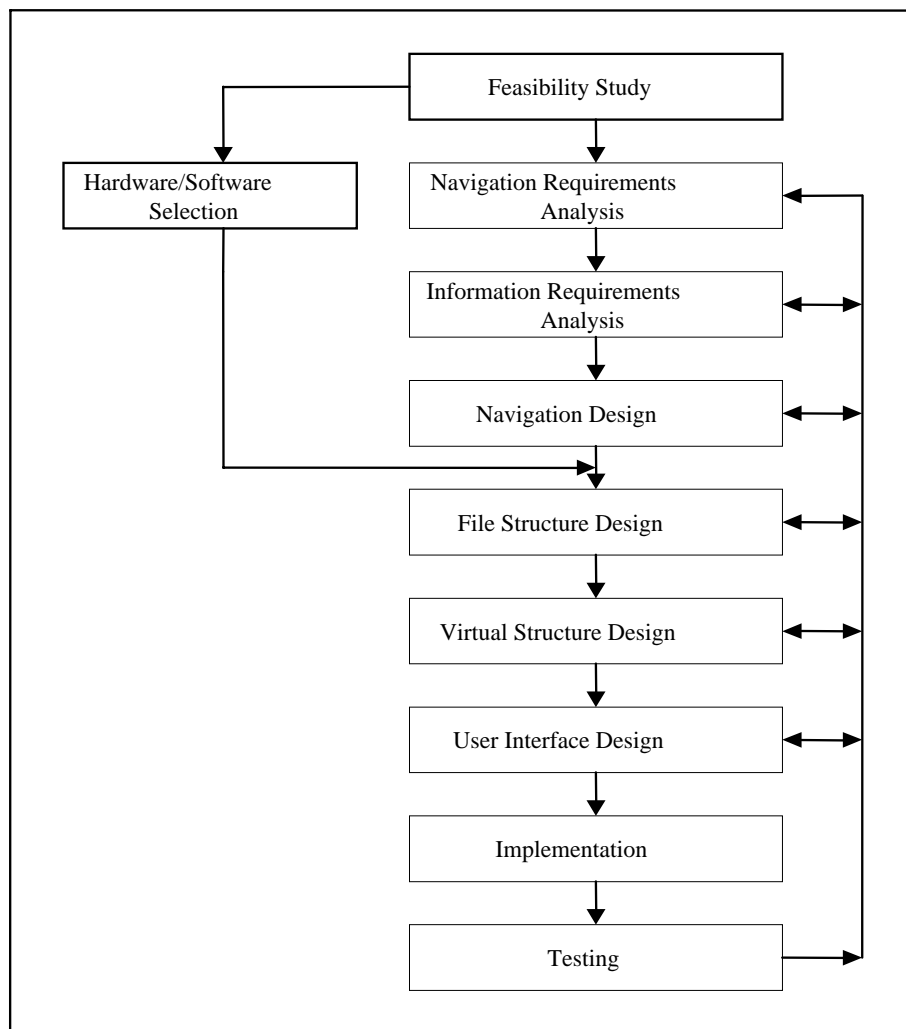 Feasibility Study
Hardware/Software
Selection
Navigation Requirements
Analysis
Information Requirements
Analysis
Navigation Design
File Structure Design
Virtual Structure Design
User Interface Design
Implementation
Testing